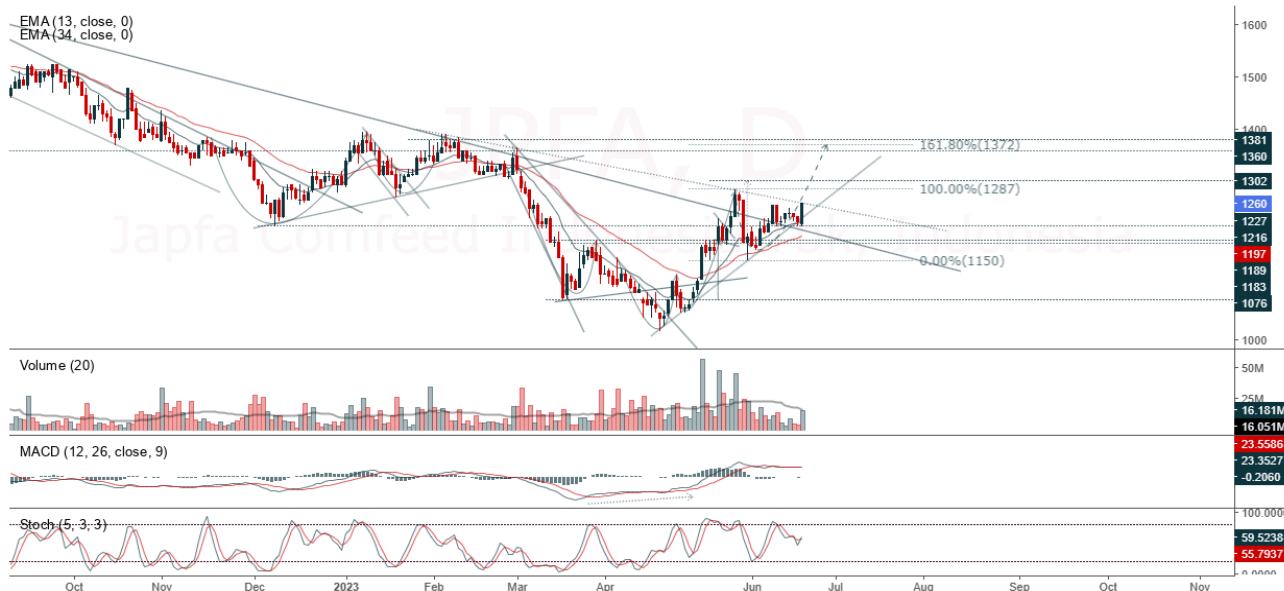 EMA (13, close, 0)
EMA (34, close, 0)
JPFA, D
Japfa Comfeed Indonesia Tbk, Indonesia
1600
1500
1400
1381
161.80%(1372)
1360
1302
100.00%(1287)
1260
1227
1216
1197
0.00%(1150)
1189
1183
1076
1000
Volume (20)
50M
25M
16.181M
16.051M
MACD (12, 26, close, 9)
23.5586
23.3527
-0.2060
Stoch (5, 3, 3)
100.0000
59.5238
55.7937
0.0000
Oct Nov Dec 2023 Feb Mar Apr Jun Jul Aug Sep Oct Nov